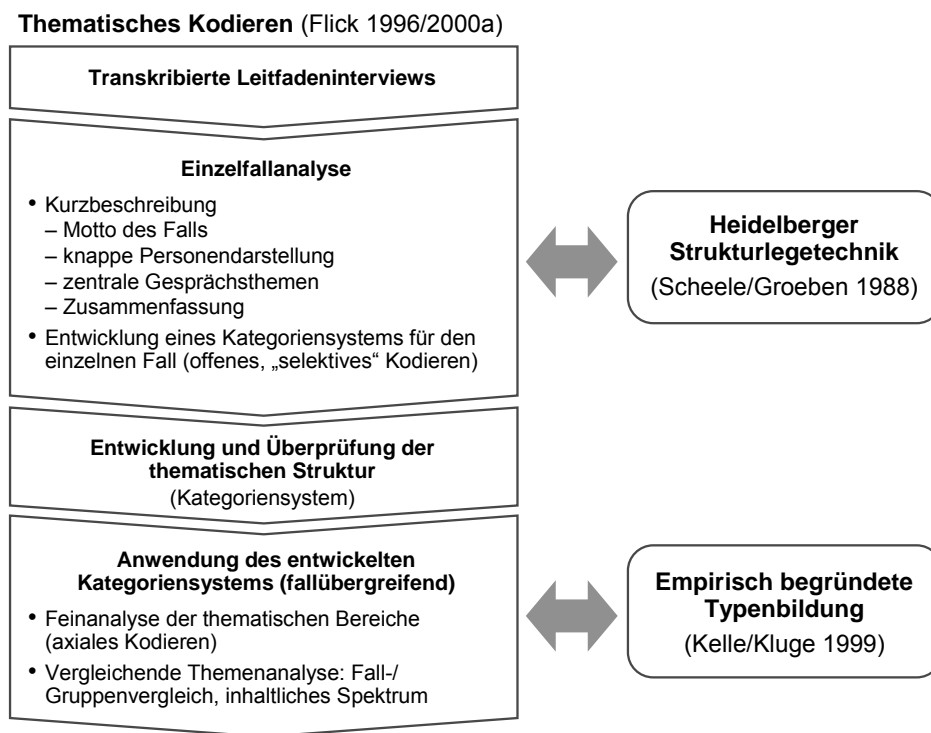 Thematisches Kodieren (Flick 1996/2000a)
Transkribierte Leitfadeninterviews
Einzelfallanalyse
• Kurzbeschreibung
– Motto des Falls
– knappe Personendarstellung
– zentrale Gesprächsthemen
– Zusammenfassung
• Entwicklung eines Kategoriensystems für den
einzelnen Fall (offenes, „selektives“ Kodieren)
Heidelberger
Strukturlegetechnik
(Scheele/Groeben 1988)
Entwicklung und Überprüfung der
thematischen Struktur
(Kategoriensystem)
Anwendung des entwickelten
Kategoriensystems (fallübergreifend)
• Feinanalyse der thematischen Bereiche
(axiales Kodieren)
• Vergleichende Themenanalyse: Fall-/
Gruppenvergleich, inhaltliches Spektrum
Empirisch begründete
Typenbildung
(Kelle/Kluge 1999)